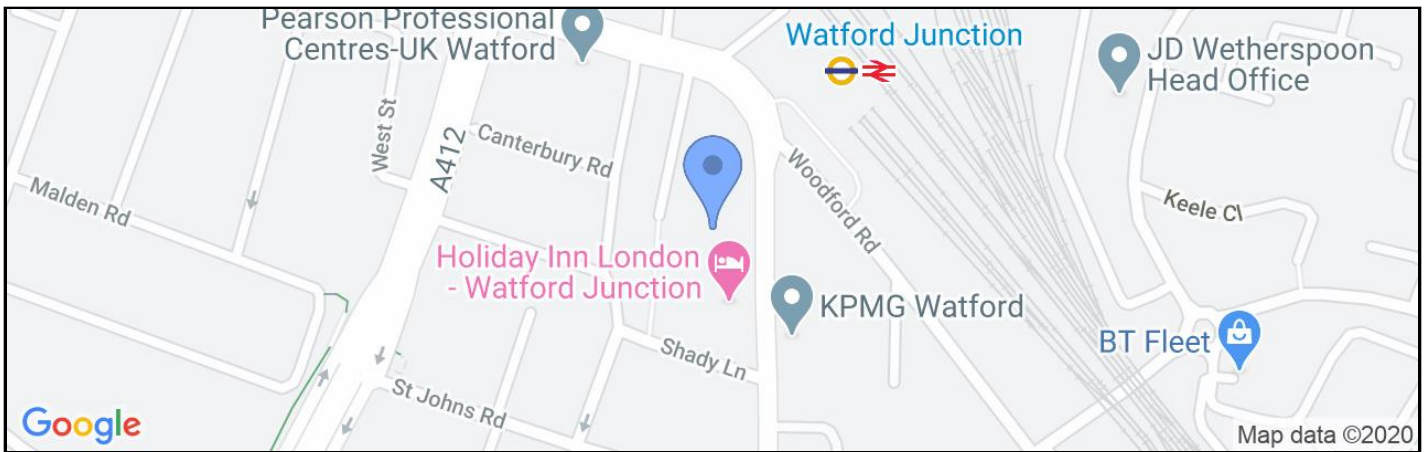 Pearson Professional
Centres-UK Watford
Watford Junction
JD Wetherspoon
Head Office
West St
A412
Canterbury Rd
Woodford Rd
Malden Rd
Keele Cl
Holiday Inn London
- Watford Junction
KPMG Watford
BT Fleet
Shady Ln
St Johns Rd
Google
Map data ©2020